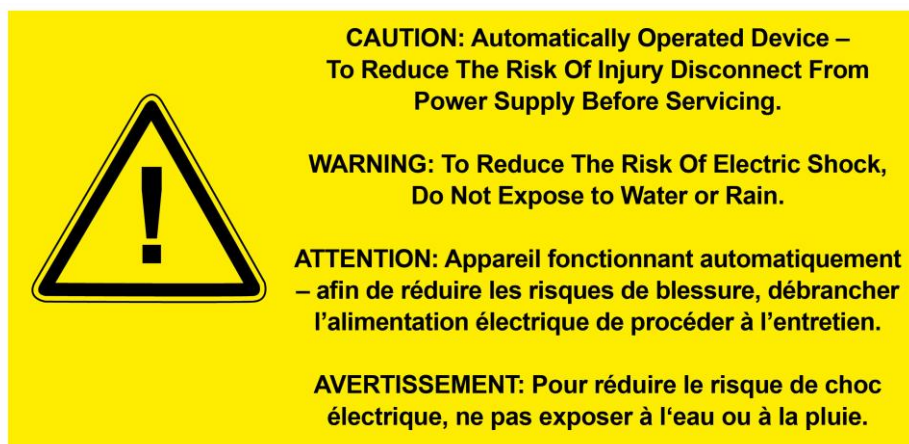 CAUTION: Automatically Operated Device –
To Reduce The Risk Of Injury Disconnect From
Power Supply Before Servicing.
WARNING: To Reduce The Risk Of Electric Shock,
Do Not Expose to Water or Rain.
ATTENTION: Appareil fonctionnant automatiquement
– afin de réduire les risques de blessure, débrancher
l’alimentation électrique de procéder à l’entretien.
AVERTISSEMENT: Pour réduire le risque de choc
électrique, ne pas exposer à l‘eau ou à la pluie.